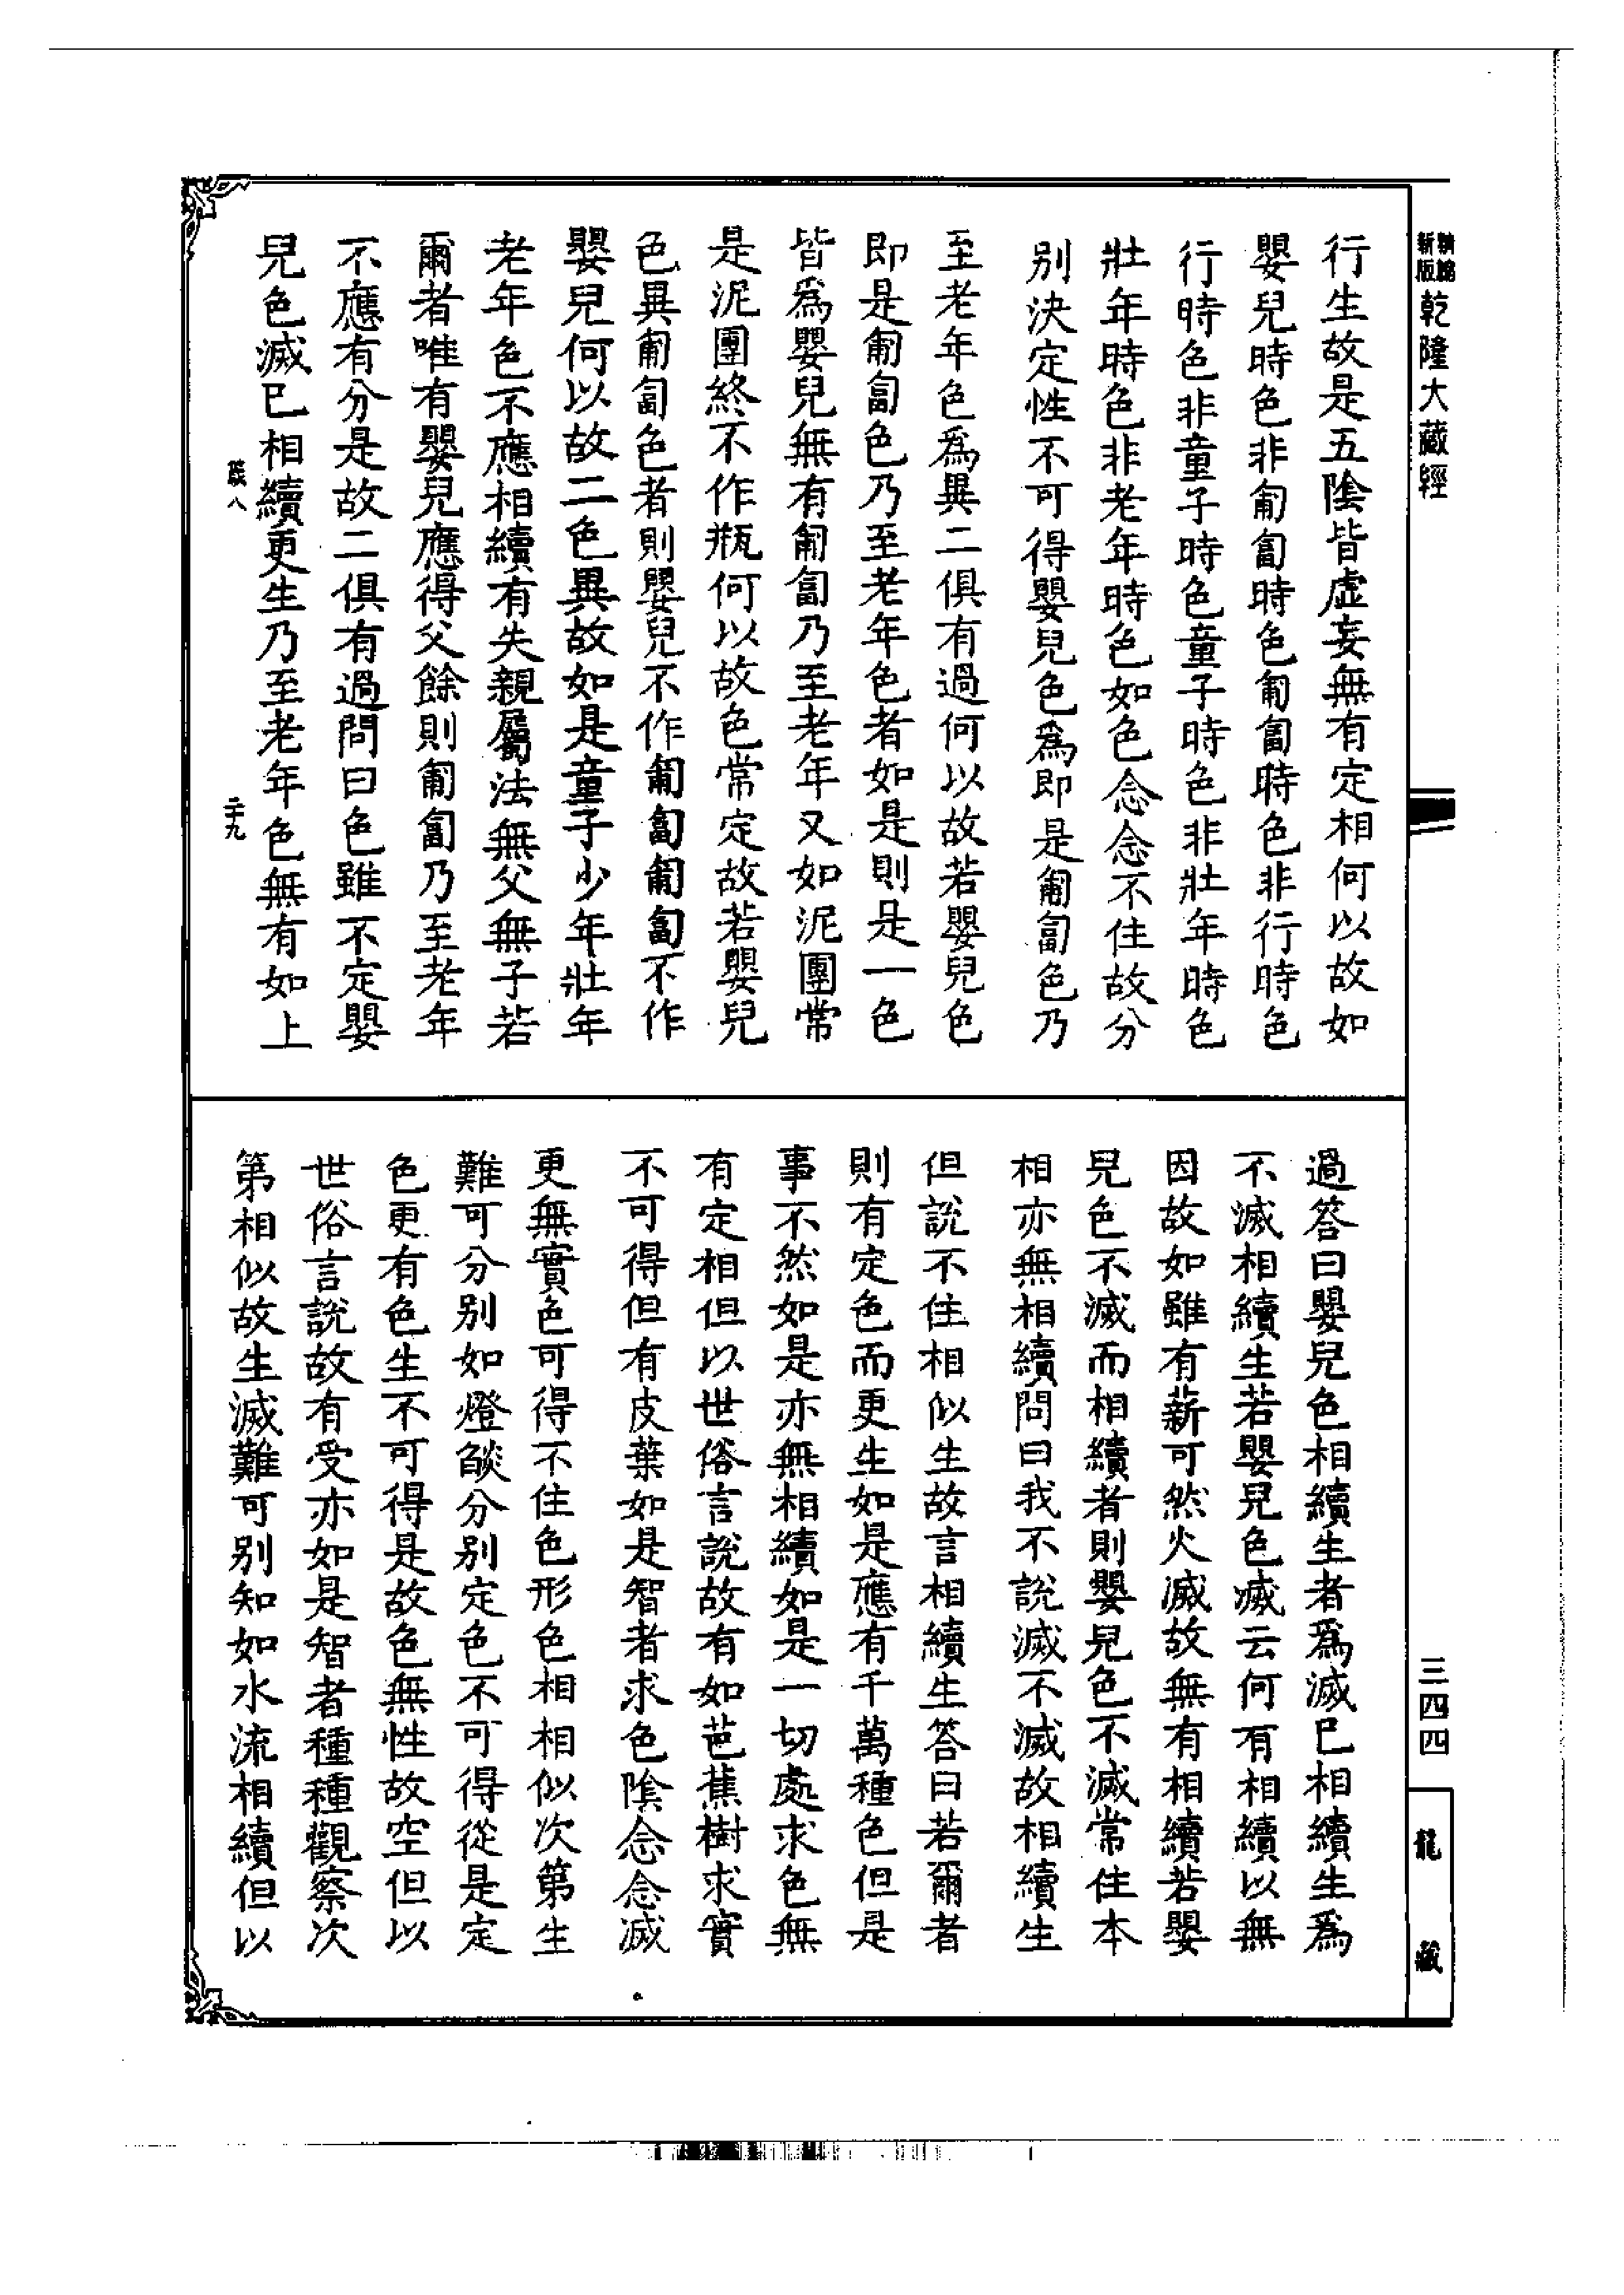 新版
精縮
乾隆大藏經
行生故是五陰皆虛妄無有定相何以故如
嬰兒時色非匍匐時色匍匐時色非行時色
行時色非童子時色童子時色非壯年時色
壯年時色非老年時色如色念念不住故分
別決定性不可得嬰兒色為即是匍匐色乃
至老年色為異二俱有過何以故若嬰兒色
即是匍匐色乃至老年色者如是則是一色
皆為嬰兒無有匍匐乃至老年又如泥團常
是泥團終不作瓶何以故色常定故若嬰兒
色異匍匐色者則嬰兒不作匍匐匍匐不作
嬰兒何以故二色異故如是童子少年壯年
老年色不應相續有失親屬法無父無子若
爾者唯有嬰兒應得父餘則匍匐乃至老年
不應有分是故二俱有過問曰色雖不定嬰
兒色滅已相續更生乃至老年色無有如上
八
二十九
過答曰嬰兒色相續生者為滅已相續生為
不滅相續生若嬰兒色滅云何有相續以無
因故如雖有薪可然火滅故無有相續若嬰
兒色不滅而相續者則嬰兒色不滅常住本
相亦無相續問曰我不說滅不滅故相續生
但說不住相似生故言相續生答曰若爾者
則有定色而更生如是應有千萬種色但是
事不然如是亦無相續如是一切處求色無
有定相但以世俗言說故有如芭蕉樹求實
不可得但有皮葉如是智者求色陰念念滅
更無實色可得不住色形色相相似次第生
難可分別如燈燄分別定色不可得從是定
色更有色生不可得是故色無性故空但以
世俗言說故有受亦如是智者種種觀察次
第相似故生滅難可別知如水流相續但以
三四四
龍藏